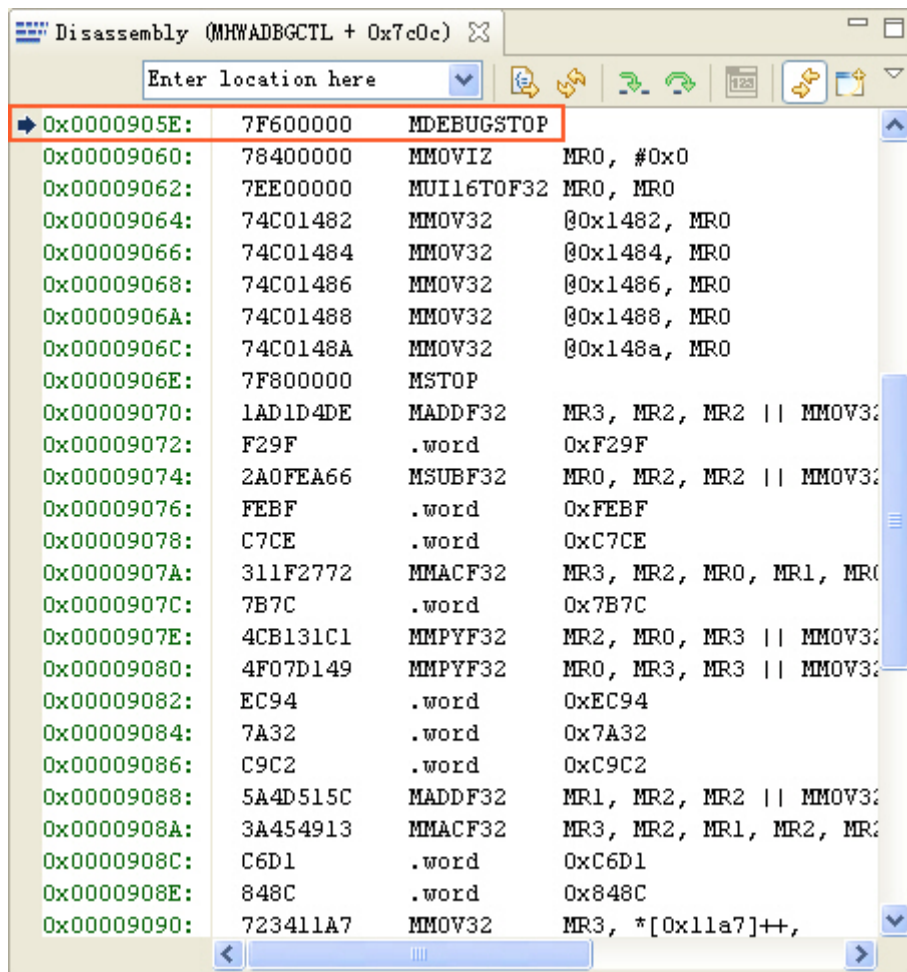 Disassembly (MHWADBGCTL + 0x7c0c)
Enter location here
0x0000905E: 7F600000 MDEBUGSTOP
0x00009060: 78400000 MMOVIZ MR0, #0x0
0x00009062: 7EE00000 MUI16TOF32 MR0, MR0
0x00009064: 74C01482 MMOV32 @0x1482, MR0
0x00009066: 74C01484 MMOV32 @0x1484, MR0
0x00009068: 74C01486 MMOV32 @0x1486, MR0
0x0000906A: 74C01488 MMOV32 @0x1488, MR0
0x0000906C: 74C0148A MMOV32 @0x148a, MR0
0x0000906E: 7F800000 MSTOP
0x00009070: 1AD1D4DE MADDF32 MR3, MR2, MR2 || MMOV32
0x00009072: F29F .word 0xF29F
0x00009074: 2A0FEA66 MSUBF32 MR0, MR2, MR2 || MMOV32
0x00009076: FEBF .word 0xFEBF
0x00009078: C7CE .word 0xC7CE
0x0000907A: 311F2772 MMACF32 MR3, MR2, MR0, MR1, MR0
0x0000907C: 7B7C .word 0x7B7C
0x0000907E: 4CB131C1 MMPYF32 MR2, MR0, MR3 || MMOV32
0x00009080: 4F07D149 MMPYF32 MR0, MR3, MR3 || MMOV32
0x00009082: EC94 .word 0xEC94
0x00009084: 7A32 .word 0x7A32
0x00009086: C9C2 .word 0xC9C2
0x00009088: 5A4D515C MADDF32 MR1, MR2, MR2 || MMOV32
0x0000908A: 3A454913 MMACF32 MR3, MR2, MR1, MR2, MR2
0x0000908C: C6D1 .word 0xC6D1
0x0000908E: 848C .word 0x848C
0x00009090: 723411A7 MMOV32 MR3, *[0x11a7]++,